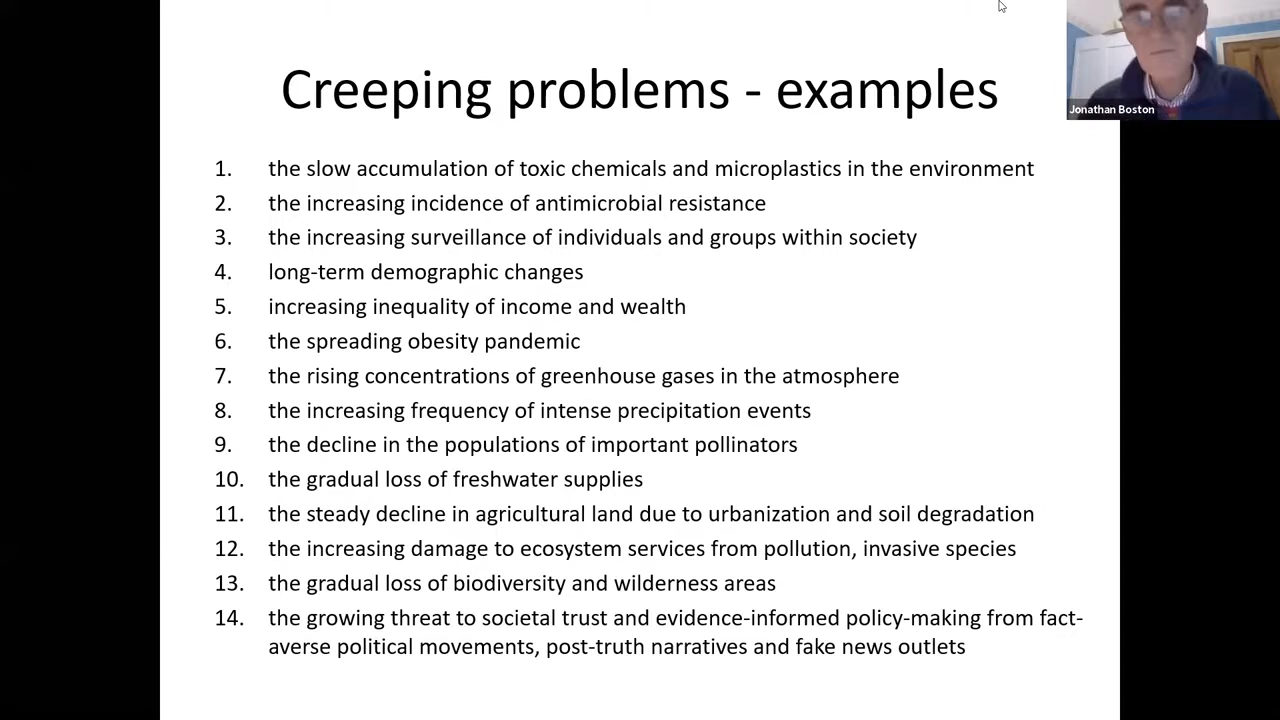 Creeping problems - examples
Jonathan Boston
1. the slow accumulation of toxic chemicals and microplastics in the environment
2. the increasing incidence of antimicrobial resistance
3. the increasing surveillance of individuals and groups within society
4. long-term demographic changes
5. increasing inequality of income and wealth
6. the spreading obesity pandemic
7. the rising concentrations of greenhouse gases in the atmosphere
8. the increasing frequency of intense precipitation events
9. the decline in the populations of important pollinators
10. the gradual loss of freshwater supplies
11. the steady decline in agricultural land due to urbanization and soil degradation
12. the increasing damage to ecosystem services from pollution, invasive species
13. the gradual loss of biodiversity and wilderness areas
14. the growing threat to societal trust and evidence-informed policy-making from fact-
averse political movements, post-truth narratives and fake news outlets